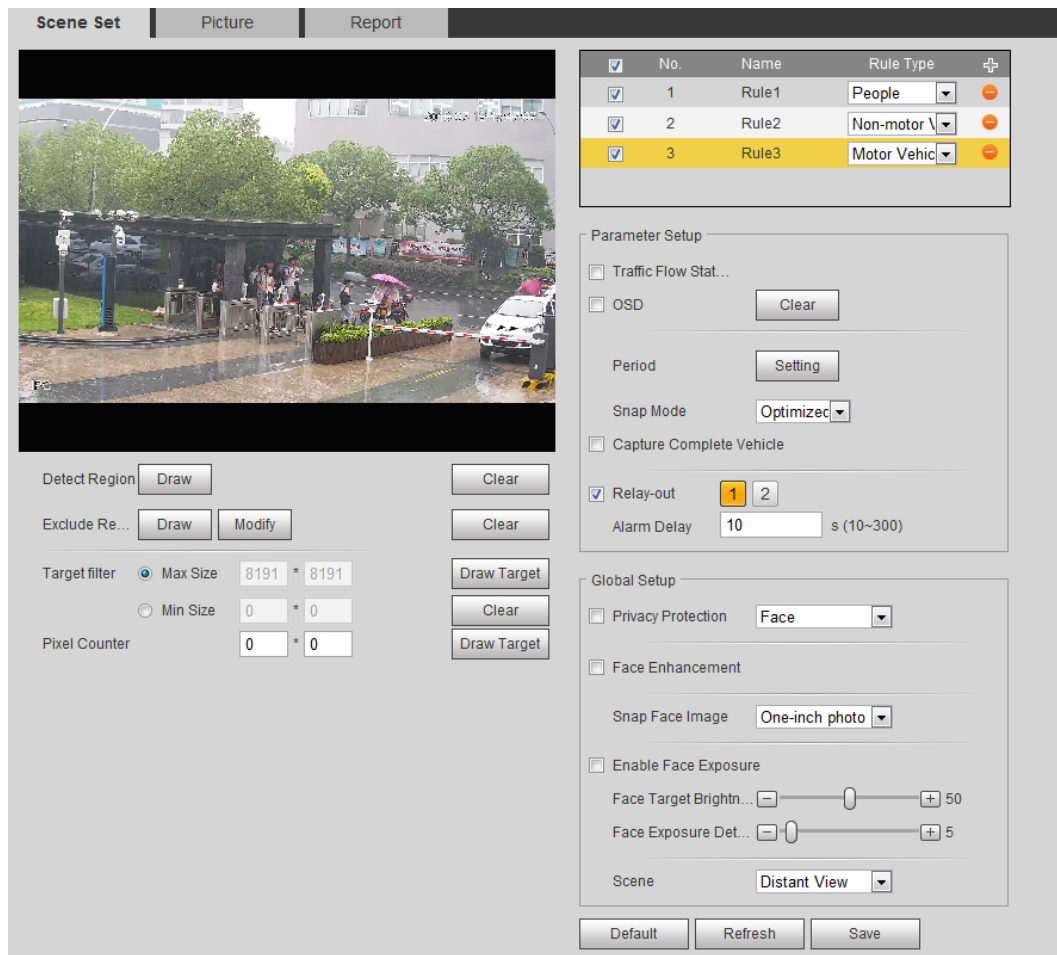 Scene Set Picture Report
No. Name Rule Type
1 Rule1 People
2 Rule2 Non-motor V
3 Rule3 Motor Vehic
Parameter Setup
Traffic Flow Stat...
OSD Clear
Period Setting
Snap Mode Optimized
Capture Complete Vehicle
Relay-out 1 2
Alarm Delay 10 s (10~300)
Detect Region Draw Clear
Exclude Re... Draw Modify Clear
Target filter Max Size 8191 * 8191 Draw Target
Min Size 0 * 0 Clear
Pixel Counter 0 * 0 Draw Target
Global Setup
Privacy Protection Face
Face Enhancement
Snap Face Image One-inch photo
Enable Face Exposure
Face Target Brightn... 50
Face Exposure Det... 5
Scene Distant View
Default Refresh Save